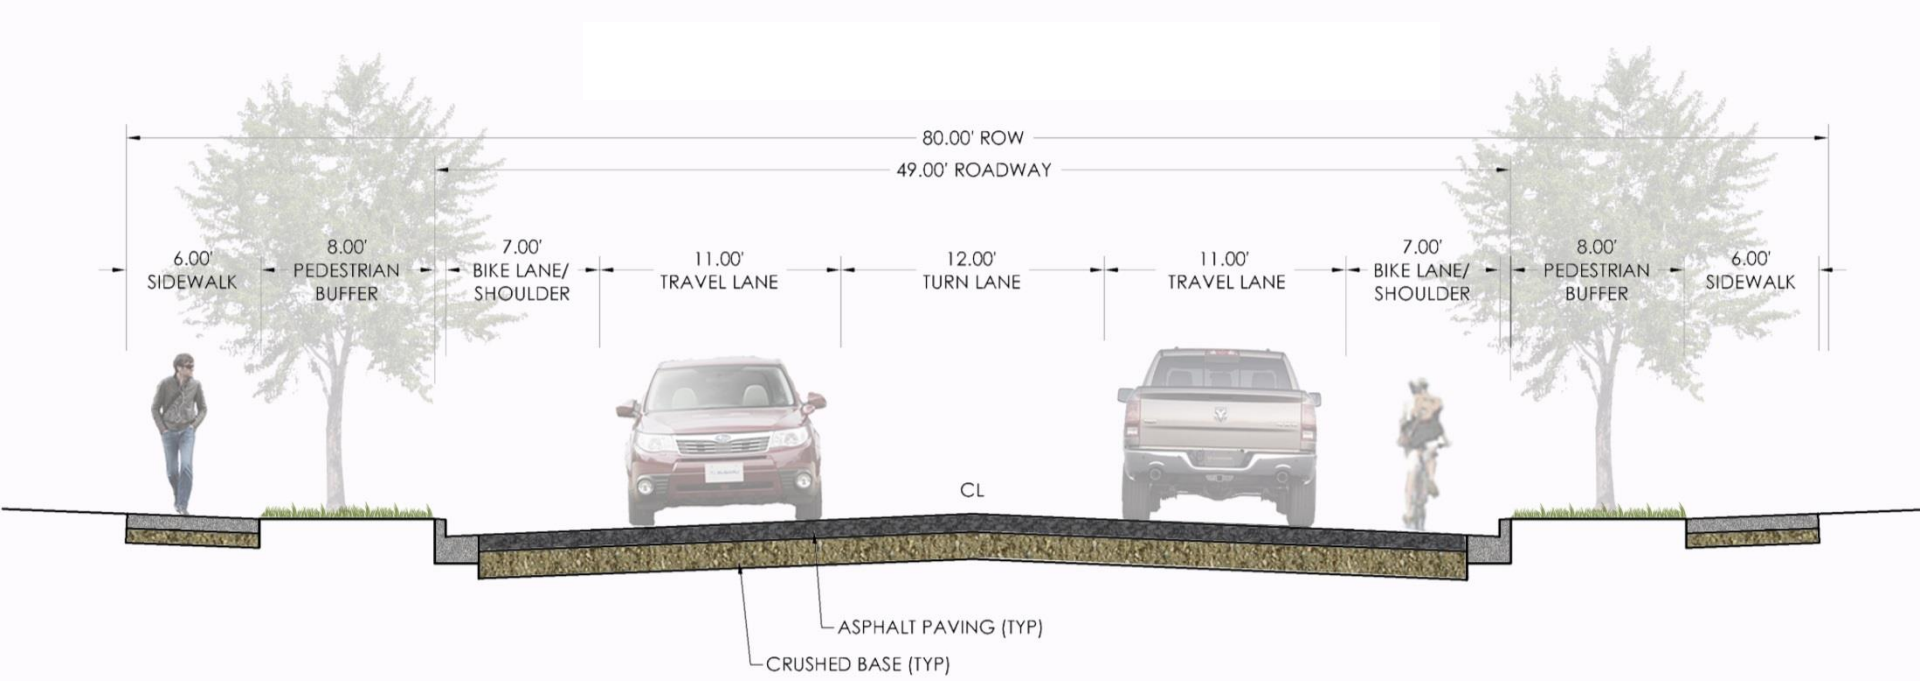 80.00' ROW
49.00' ROADWAY
6.00'
SIDEWALK
8.00'
PEDESTRIAN
BUFFER
7.00'
BIKE LANE/
SHOULDER
11.00'
TRAVEL LANE
12.00'
TURN LANE
11.00'
TRAVEL LANE
7.00'
BIKE LANE/
SHOULDER
8.00'
PEDESTRIAN
BUFFER
6.00'
SIDEWALK
CL
ASPHALT PAVING (TYP)
CRUSHED BASE (TYP)